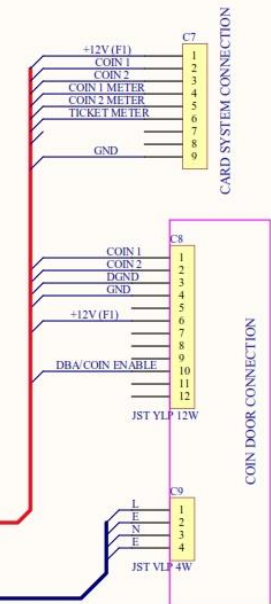 C7
+12V (F1) 1
COIN 1 2
COIN 2 3
COIN 1 METER 4
COIN 2 METER 5
TICKET METER 6
7
8
GND 9
CARD SYSTEM CONNECTION
C8
COIN 1 1
COIN 2 2
DGND 3
GND 4
5
+12V (F1) 6
7
8
9
DBA/COIN ENABLE 10
11
12
JST YLP 12W
COIN DOOR CONNECTION
C9
L 1
E 2
N 3
E 4
JST VLP 4W